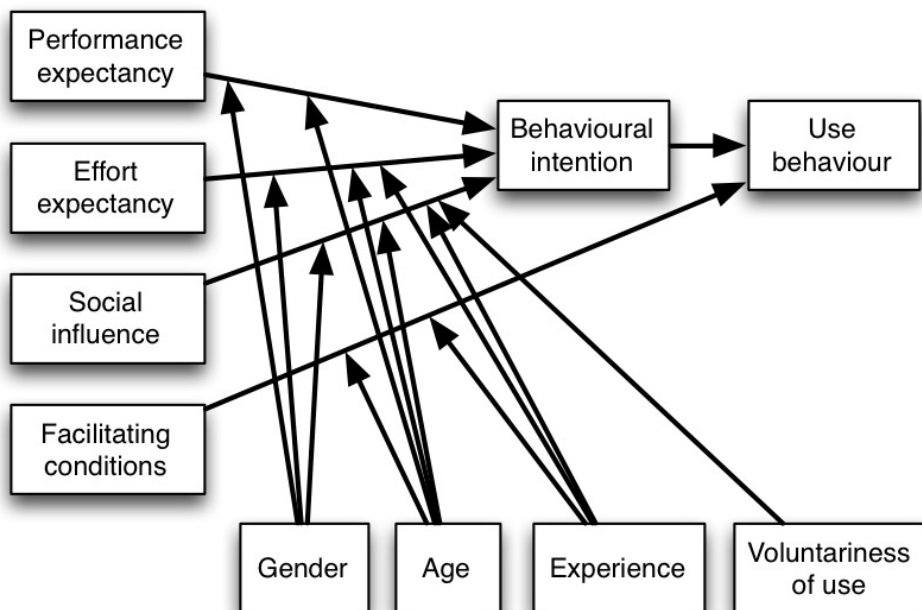 Performance
expectancy
Effort
expectancy
Social
influence
Facilitating
conditions
Behavioural
intention
Use
behaviour
Gender
Age
Experience
Voluntariness
of use